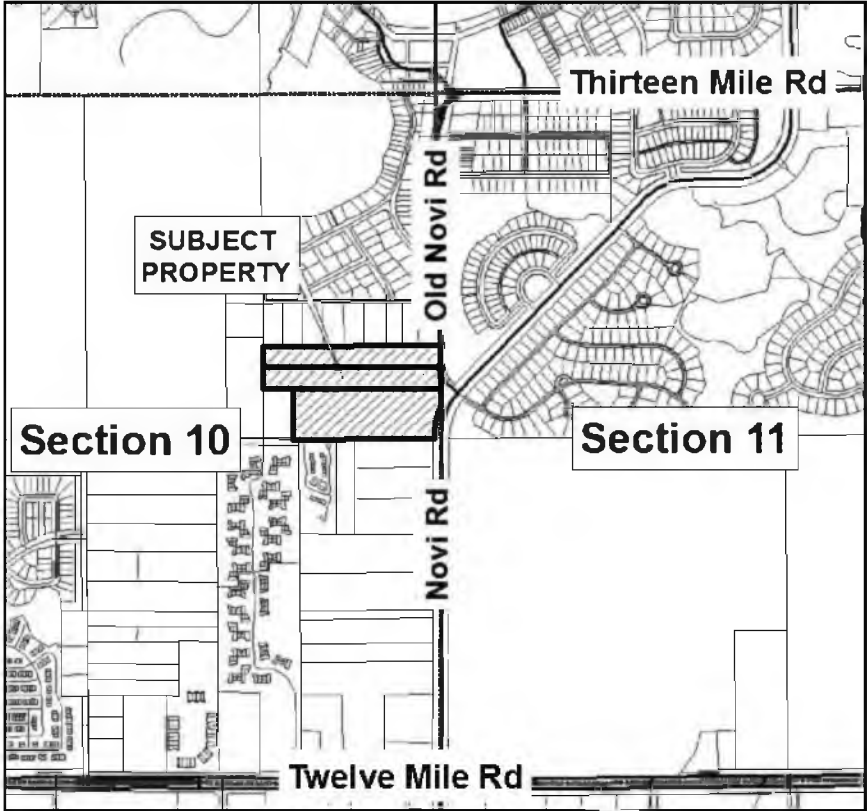 Thirteen Mile Rd
Old Novi Rd
SUBJECT
PROPERTY
Section 10
Section 11
Novi Rd
Twelve Mile Rd